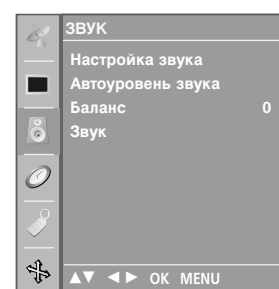 ЗВУК
Настройка звука
Автоуровень звука
Баланс 0
Звук
▲▼ ◄► OK MENU